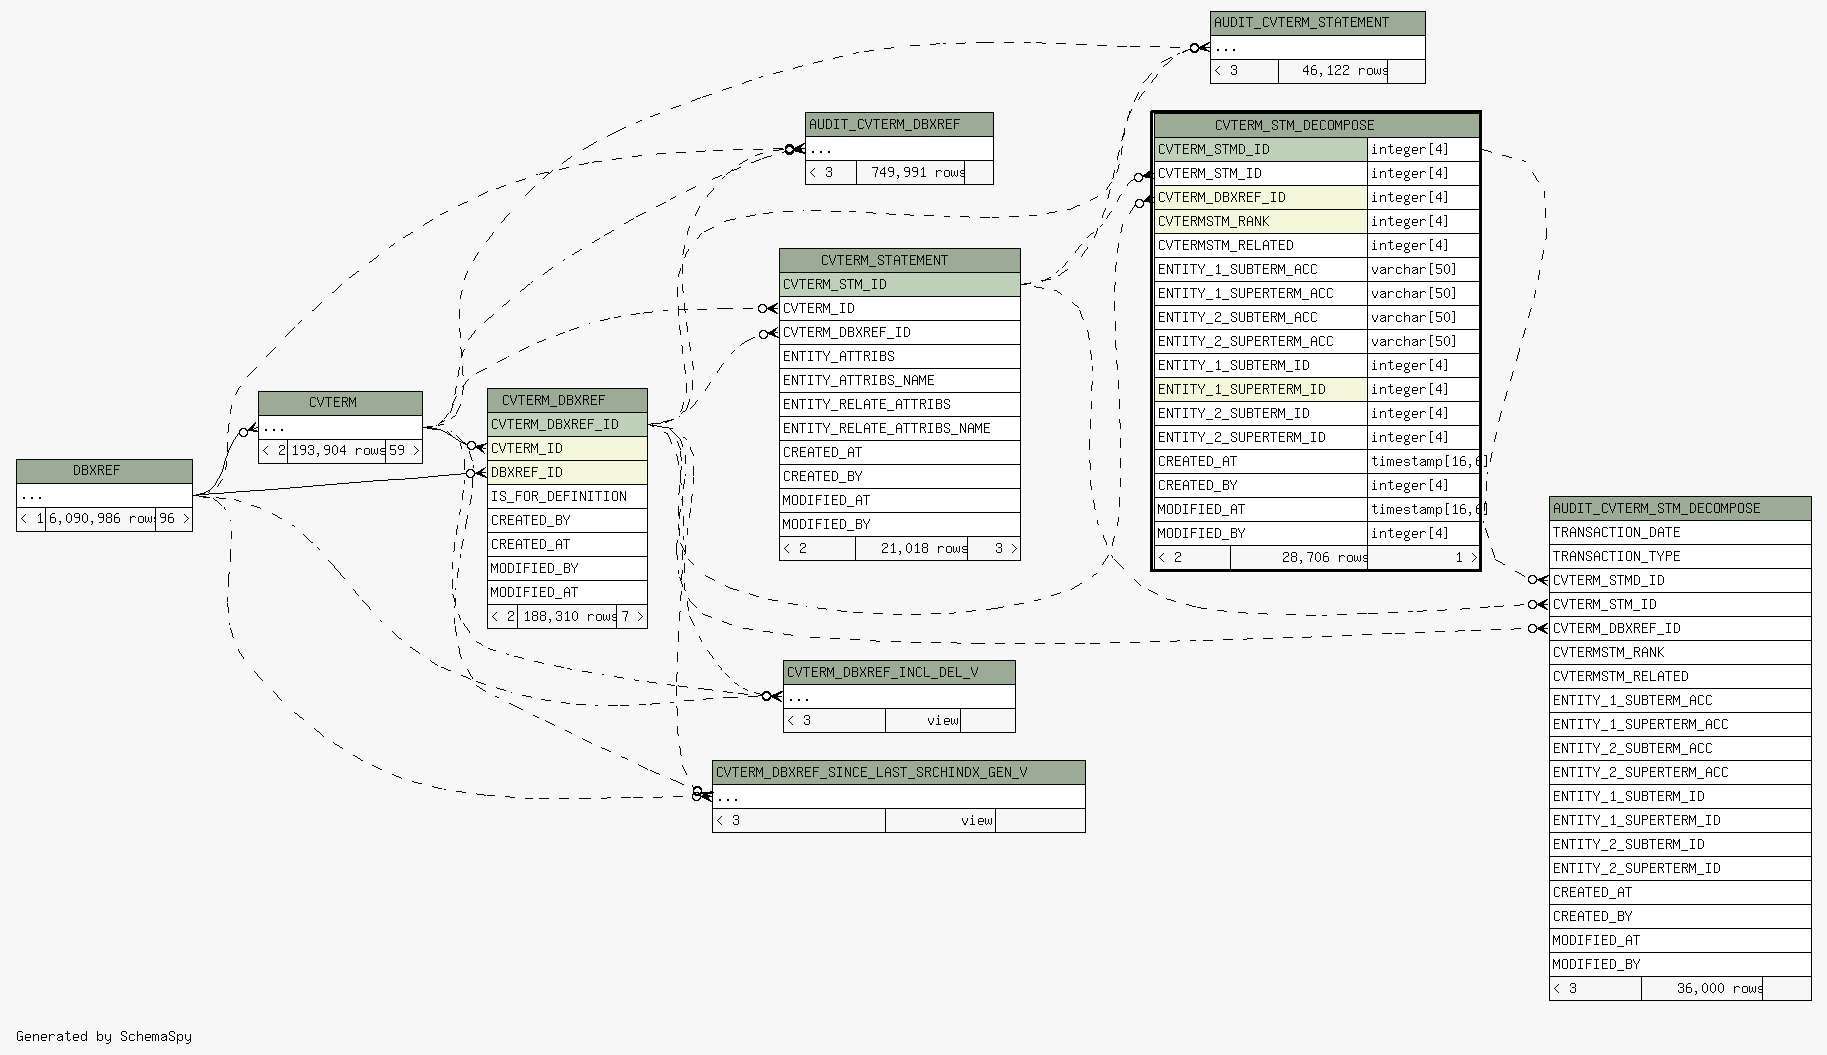 AUDIT_CVTERM_STATEMENT
...
< 3 46,122 rows
AUDIT_CVTERM_DBXREF
...
< 3 749,991 rows
CVTERM_STM_DECOMPOSE
CVTERM_STMD_ID integer[4]
CVTERM_STM_ID integer[4]
CVTERM_DBXREF_ID integer[4]
CVTERMSTM_RANK integer[4]
CVTERMSTM_RELATED integer[4]
ENTITY_1_SUBTERM_ACC varchar[50]
ENTITY_1_SUPERTERM_ACC varchar[50]
ENTITY_2_SUBTERM_ACC varchar[50]
ENTITY_2_SUPERTERM_ACC varchar[50]
ENTITY_1_SUBTERM_ID integer[4]
ENTITY_1_SUPERTERM_ID integer[4]
ENTITY_2_SUBTERM_ID integer[4]
ENTITY_2_SUPERTERM_ID integer[4]
CREATED_AT timestamp[16,6]
CREATED_BY integer[4]
MODIFIED_AT timestamp[16,6]
MODIFIED_BY integer[4]
< 2 28,706 rows 1 >
CVTERM_STATEMENT
CVTERM_STM_ID
CVTERM_ID
CVTERM_DBXREF_ID
ENTITY_ATTRIBS
ENTITY_ATTRIBS_NAME
ENTITY_RELATE_ATTRIBS
ENTITY_RELATE_ATTRIBS_NAME
CREATED_AT
CREATED_BY
MODIFIED_AT
MODIFIED_BY
< 2 21,018 rows 3 >
CVTERM
...
< 2 193,904 rows 59 >
CVTERM_DBXREF
CVTERM_DBXREF_ID
CVTERM_ID
DBXREF_ID
IS_FOR_DEFINITION
CREATED_BY
CREATED_AT
MODIFIED_BY
MODIFIED_AT
< 2 188,310 rows 7 >
DBXREF
...
< 1 6,090,986 rows 96 >
AUDIT_CVTERM_STM_DECOMPOSE
TRANSACTION_DATE
TRANSACTION_TYPE
CVTERM_STMD_ID
CVTERM_STM_ID
CVTERM_DBXREF_ID
CVTERMSTM_RANK
CVTERMSTM_RELATED
ENTITY_1_SUBTERM_ACC
ENTITY_1_SUPERTERM_ACC
ENTITY_2_SUBTERM_ACC
ENTITY_2_SUPERTERM_ACC
ENTITY_1_SUBTERM_ID
ENTITY_1_SUPERTERM_ID
ENTITY_2_SUBTERM_ID
ENTITY_2_SUPERTERM_ID
CREATED_AT
CREATED_BY
MODIFIED_AT
MODIFIED_BY
< 3 36,000 rows
CVTERM_DBXREF_INCL_DEL_V
...
< 3 view
CVTERM_DBXREF_SINCE_LAST_SRCHINDX_GEN_V
...
< 3 view
Generated by SchemaSpy